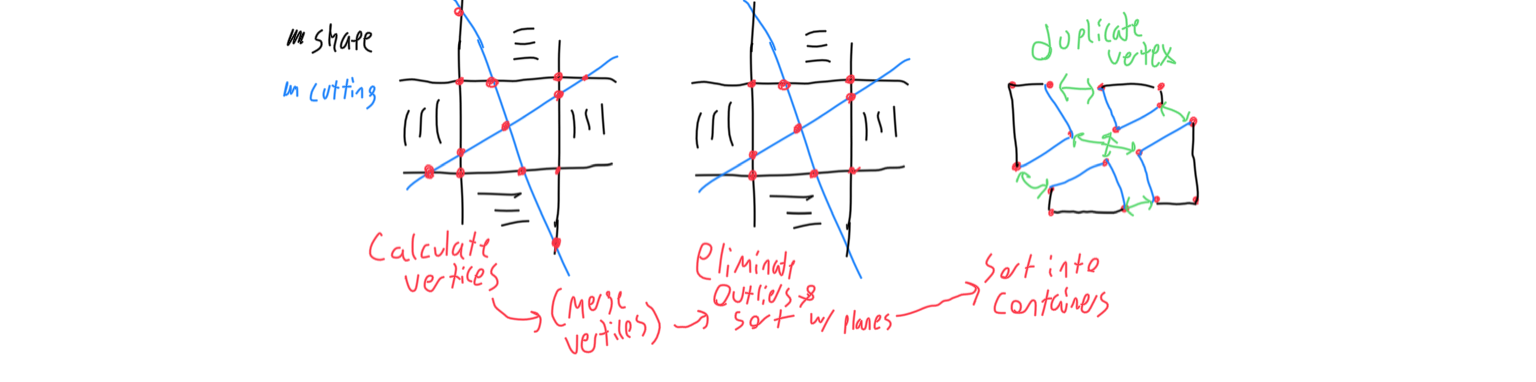 shape
cutting
Calculate
vertices
(merge
vertices)
Eliminate
Outliers &
Sort w/ planes
Sort into
Containers
duplicate
vertex